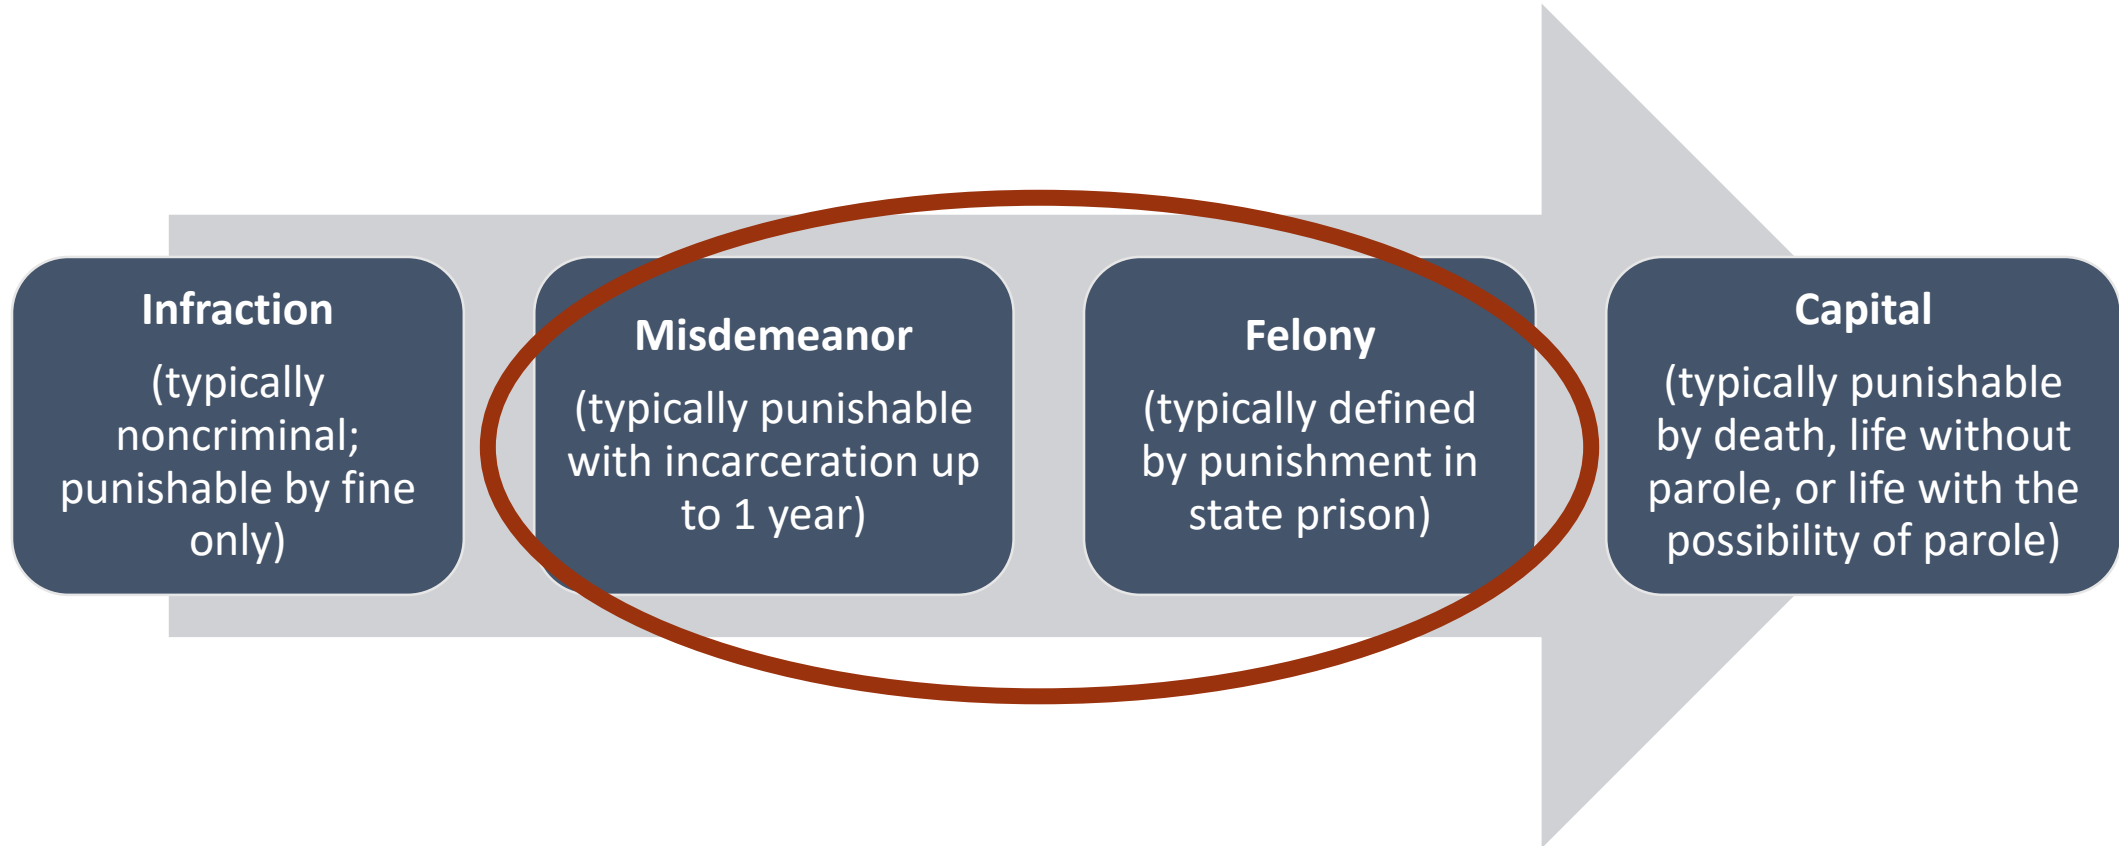 Infraction
(typically
noncriminal;
punishable by fine
only)
Misdemeanor
(typically punishable
with incarceration up
to 1 year)
Felony
(typically defined
by punishment in
state prison)
Capital
(typically punishable
by death, life without
parole, or life with the
possibility of parole)